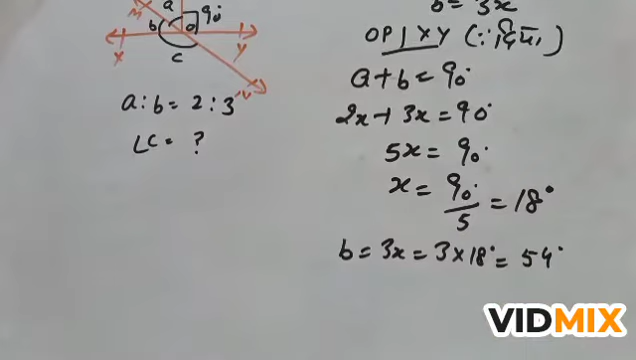 b = 3x
a
M
90°
b
O
X
Y
C
N
OP ⊥ XY (∵
a + b = 90°
a : b = 2 : 3
2x + 3x = 90°
∠C = ?
5x = 90°
x = 90°/5 = 18°
b = 3x = 3 × 18° = 54°
VIDMIX